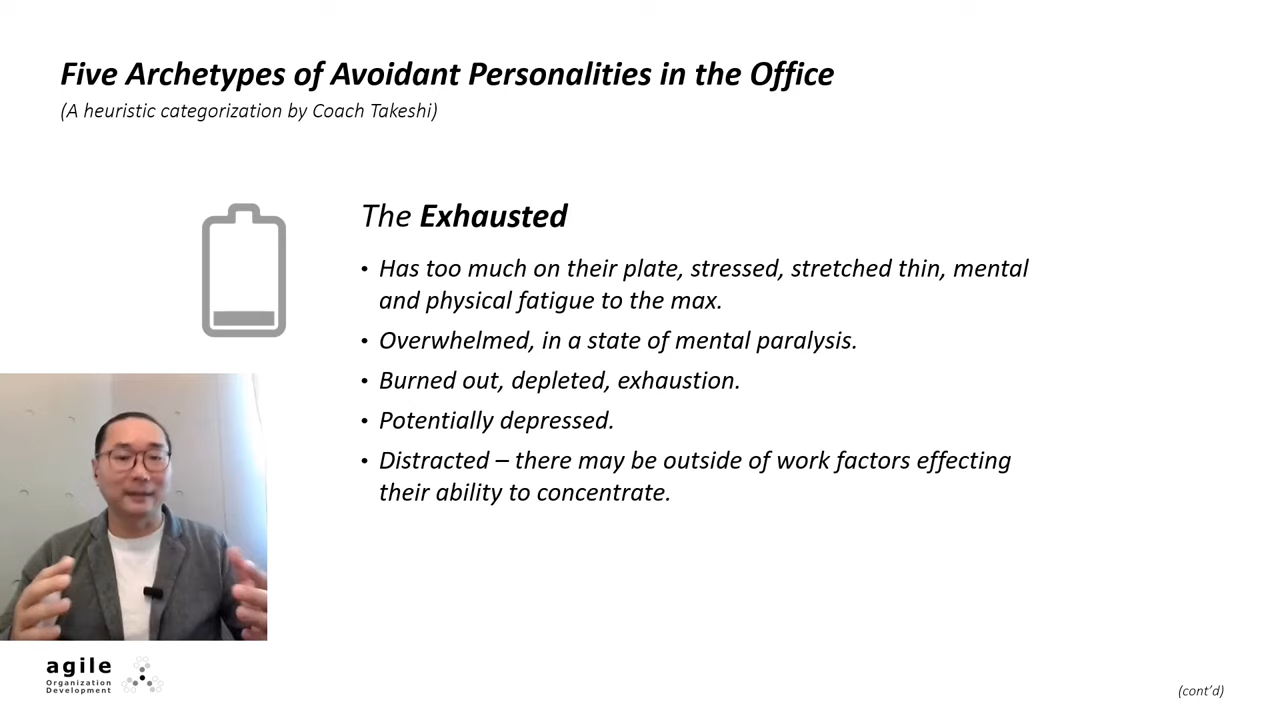 Five Archetypes of Avoidant Personalities in the Office
(A heuristic categorization by Coach Takeshi)
The Exhausted
• Has too much on their plate, stressed, stretched thin, mental
and physical fatigue to the max.
• Overwhelmed, in a state of mental paralysis.
• Burned out, depleted, exhaustion.
• Potentially depressed.
• Distracted – there may be outside of work factors effecting
their ability to concentrate.
agile
Organization
Development
(cont’d)